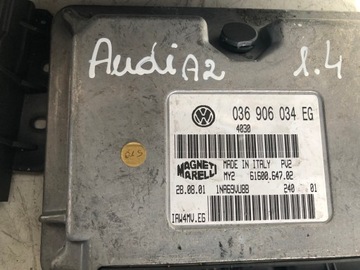 Audi A2 1.4
036 906 034 EG
4030
MAGNETI MARELLI MADE IN ITALY PV2
MY2 61600.647.02
28.08.01 1NA69VUBB 240 01
IAW4MV.EG